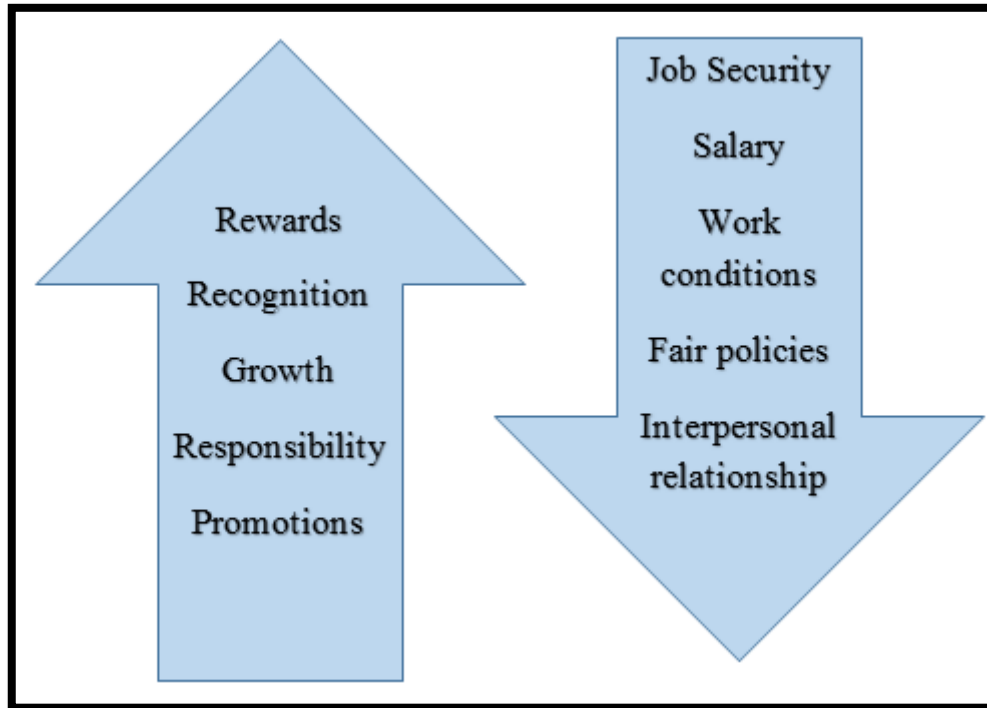 Rewards
Recognition
Growth
Responsibility
Promotions
Job Security
Salary
Work
conditions
Fair policies
Interpersonal
relationship